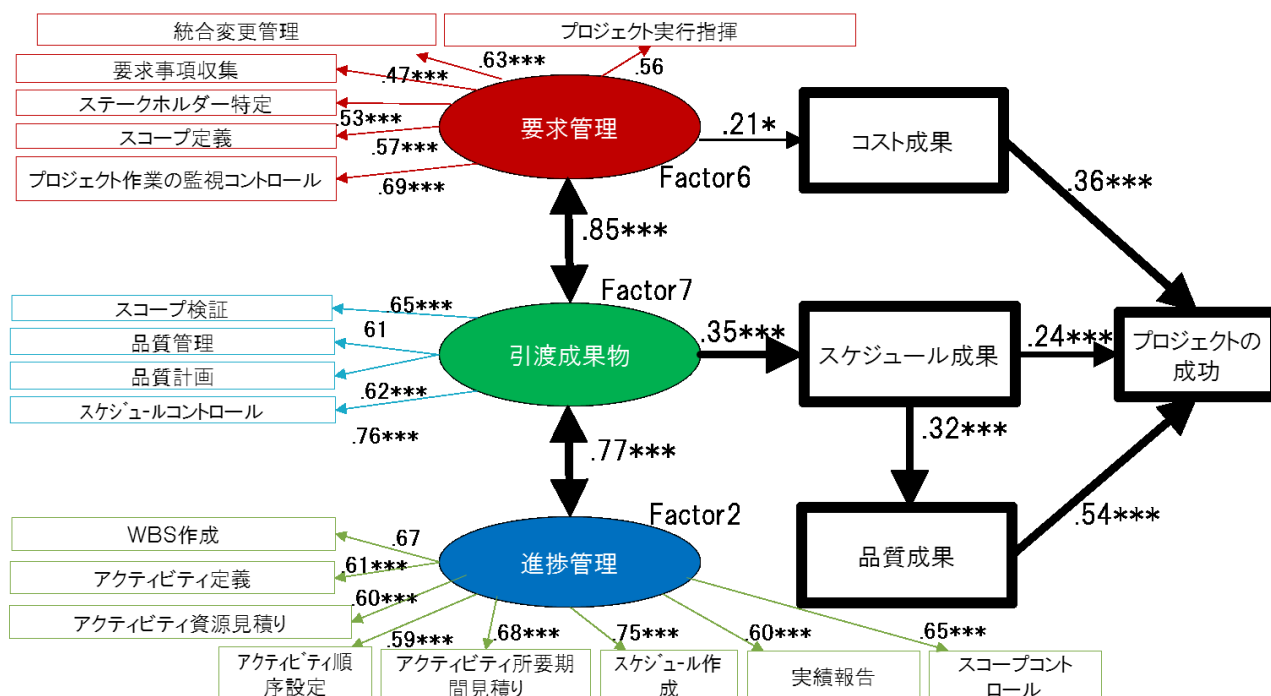 統合変更管理
プロジェクト実行指揮
.63***
.56
要求事項収集
.47***
ステークホルダー特定
.53***
スコープ定義
.57***
プロジェクト作業の監視コントロール
.69***
要求管理
Factor6
.21*
コスト成果
.36***
.85***
Factor7
スコープ検証
.65***
品質管理
61
品質計画
.62***
スケジュールコントロール
.76***
引渡成果物
.35***
スケジュール成果
.24***
プロジェクトの
成功
.32***
.77***
Factor2
.54***
品質成果
WBS作成
.67
アクティビティ定義
.61***
進捗管理
アクティビティ資源見積り
.60***
.59***
.68***
.75***
.60***
.65***
アクティビティ順
序設定
アクティビティ所要期
間見積り
スケジュール作
成
実績報告
スコープコント
ロール